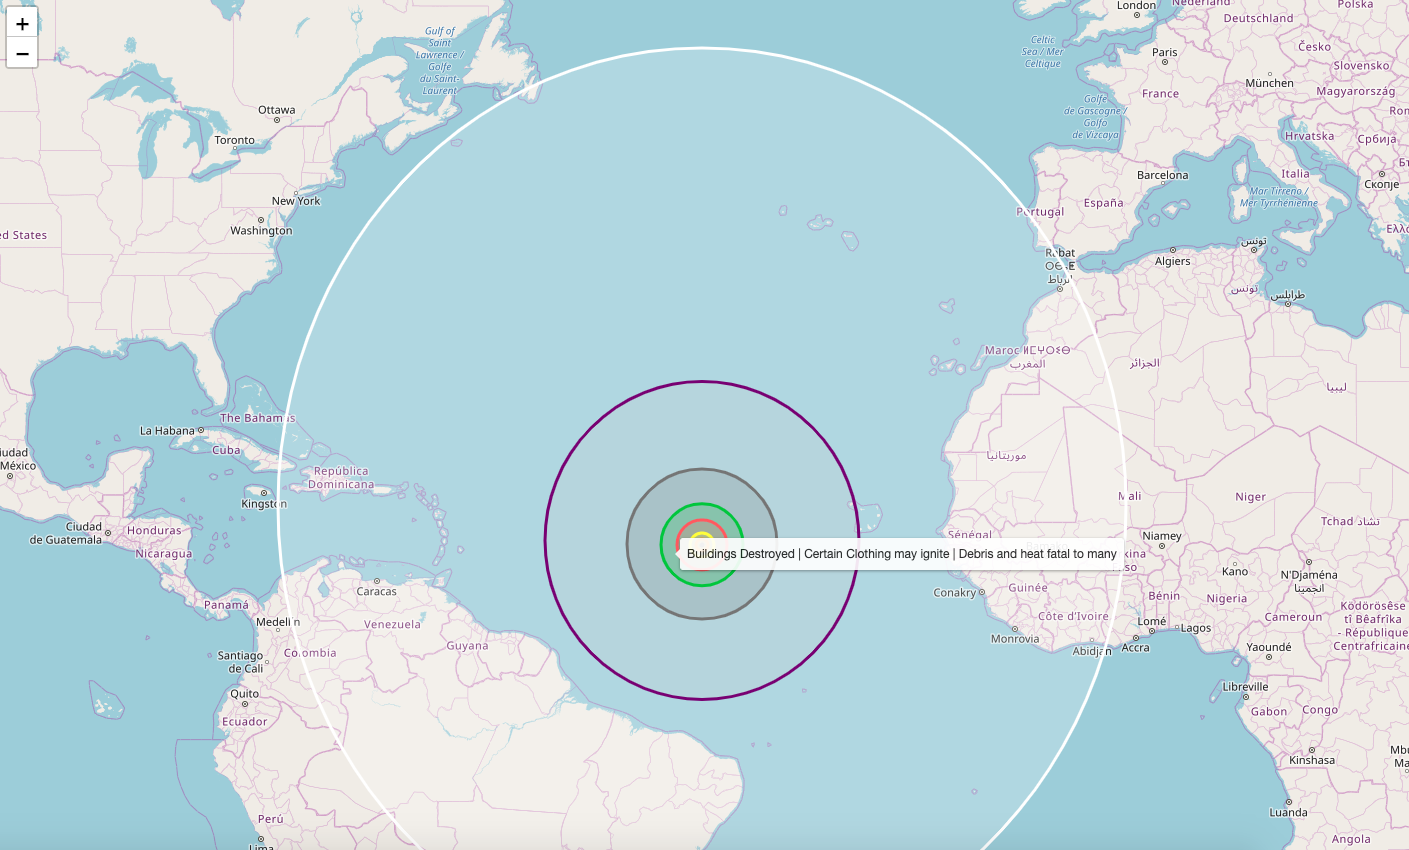 +
−
London
Nederland
Deutschland
Polska
Celtic
Sea / Mer
Celtique
Paris
Česko
Slovensko
München
Magyarország
France
Golfe
de Gascogne /
Golfo
de Vizcaya
Hrvatska
Србија
Barcelona
Italia
Скопје
España
Mar Tirreno /
Mer Tyrrhénienne
Portugal
Gulf of
Saint
Lawrence /
Golfe
du Saint-
Laurent
Ottawa
Toronto
New York
Washington
ed States
Rabat
الرباط
Algiers
تونس
تونس
طرابلس
Maroc ⵍⵎⵖⵔⵉⴱ
المغرب
الجزائر
ليبيا
The Bahamas
La Habana
Cuba
iudad
México
República
Dominicana
Kingston
موريتانيا
Mali
Niger
Tchad تشاد
Ciudad
de Guatemala
Honduras
Nicaragua
Sénégal
Niamey
kina
so
Buildings Destroyed | Certain Clothing may ignite | Debris and heat fatal to many
Kano
N'Djaména
انجمينا
Conakry
Guinée
Bénin
Nigeria
Caracas
Panamá
Medellín
Venezuela
Guyana
Côte d'Ivoire
Lomé
Lagos
Cameroun
Ködörösêse
tî Bêafrîka
- République
Centrafricaine
Monrovia
Abidjan
Accra
Yaoundé
Santiago
de Cali
Colombia
Quito
Ecuador
Libreville
Gabon
Congo
Kinshasa
Luanda
Angola
Perú
Lima